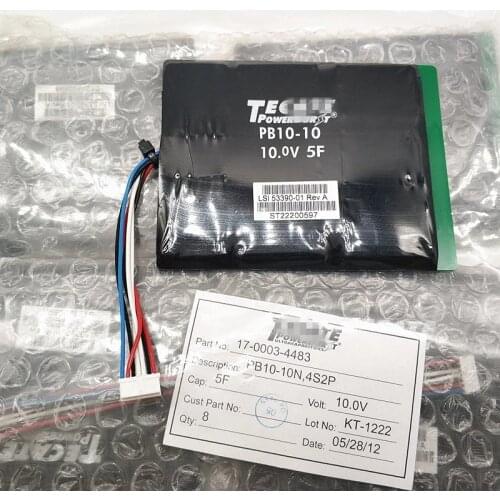 POWERBURST
PB10-10
10.0V 5F
LSI 53390-01 Rev A
ST22200597
Part No: 17-0003-4483
Description: PB10-10N,4S2P
Cap: 5F
Volt: 10.0V
Cust Part No:
Lot No: KT-1222
Qty: 8
Date: 05/28/12